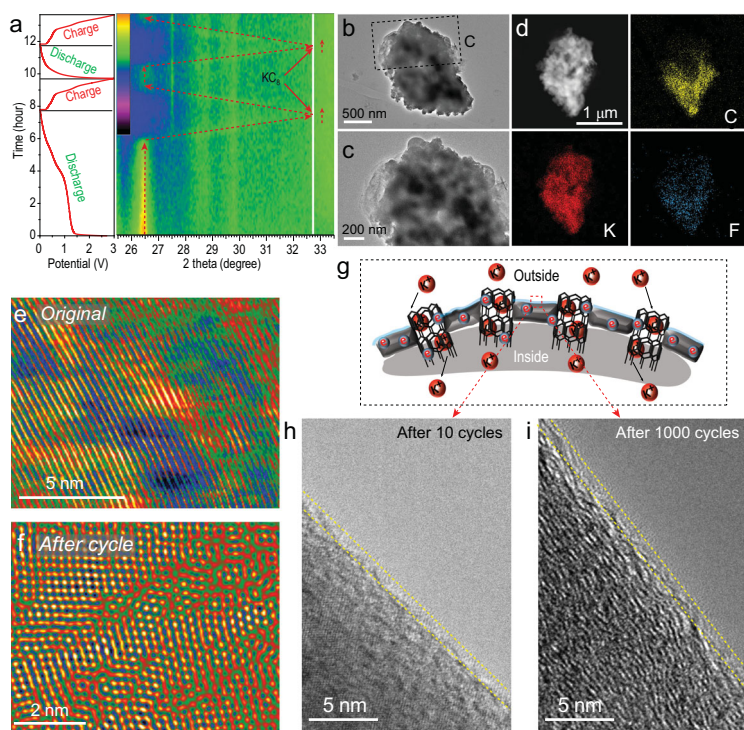 a
Charge
Discharge
Charge
Discharge
14
12
10
8
6
4
2
0
Time (hour)
0 1 2 3
Potential (V)
KC8
26 27 28 29 30 31 32 33
2 theta (degree)
b
C
500 nm
c
200 nm
d
1 μm
C
K
F
e Original
5 nm
f After cycle
2 nm
g
Outside
Inside
h
After 10 cycles
5 nm
i
After 1000 cycles
5 nm